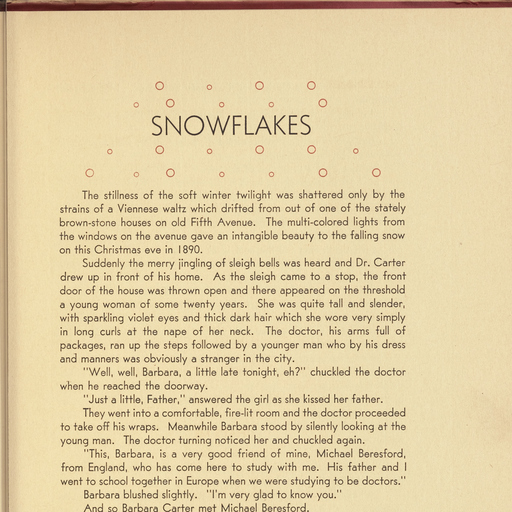 SNOWFLAKES
The stillness of the soft winter twilight was shattered only by the
strains of a Viennese waltz which drifted from out of one of the stately
brown-stone houses on old Fifth Avenue. The multi-colored lights from
the windows on the avenue gave an intangible beauty to the falling snow
on this Christmas eve in 1890.
Suddenly the merry jingling of sleigh bells was heard and Dr. Carter
drew up in front of his home. As the sleigh came to a stop, the front
door of the house was thrown open and there appeared on the threshold
a young woman of some twenty years. She was quite tall and slender,
with sparkling violet eyes and thick dark hair which she wore very simply
in long curls at the nape of her neck. The doctor, his arms full of
packages, ran up the steps followed by a younger man who by his dress
and manners was obviously a stranger in the city.
"Well, well, Barbara, a little late tonight, eh?" chuckled the doctor
when he reached the doorway.
"Just a little, Father," answered the girl as she kissed her father.
They went into a comfortable, fire-lit room and the doctor proceeded
to take off his wraps. Meanwhile Barbara stood by silently looking at the
young man. The doctor turning noticed her and chuckled again.
"This, Barbara, is a very good friend of mine, Michael Beresford,
from England, who has come here to study with me. His father and I
went to school together in Europe when we were studying to be doctors."
Barbara blushed slightly. "I'm very glad to know you."
And so Barbara Carter met Michael Beresford.